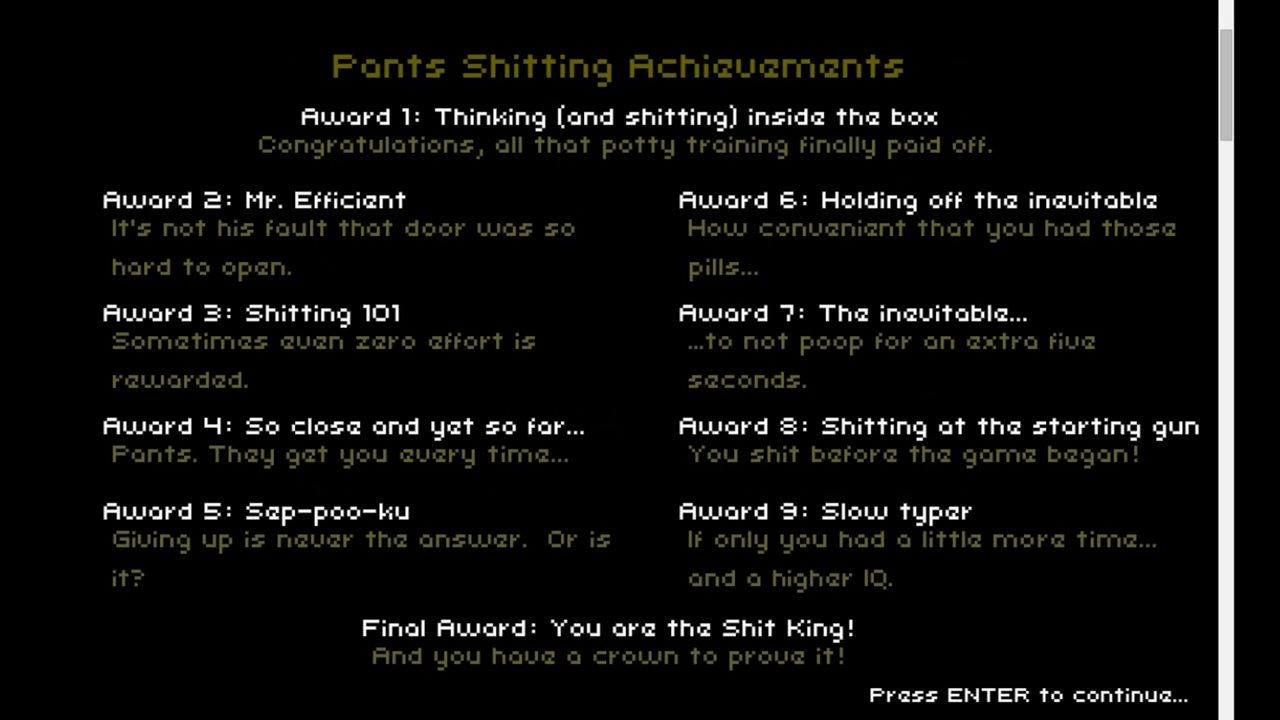 Pants Shitting Achievements
Award 1: Thinking (and shitting) inside the box
Congratulations, all that potty training finally paid off.
Award 2: Mr. Efficient
It's not his fault that door was so
hard to open.
Award 3: Shitting 101
Sometimes even zero effort is
rewarded.
Award 4: So close and yet so far...
Pants. They get you every time...
Award 5: Sep-poo-ku
Giving up is never the answer.  Or is
it?
Award 6: Holding off the inevitable
How convenient that you had those
pills...
Award 7: The inevitable...
...to not poop for an extra five
seconds.
Award 8: Shitting at the starting gun
You shit before the game began!
Award 9: Slow typer
If only you had a little more time...
and a higher IQ.
Final Award: You are the Shit King!
And you have a crown to prove it!
Press ENTER to continue...